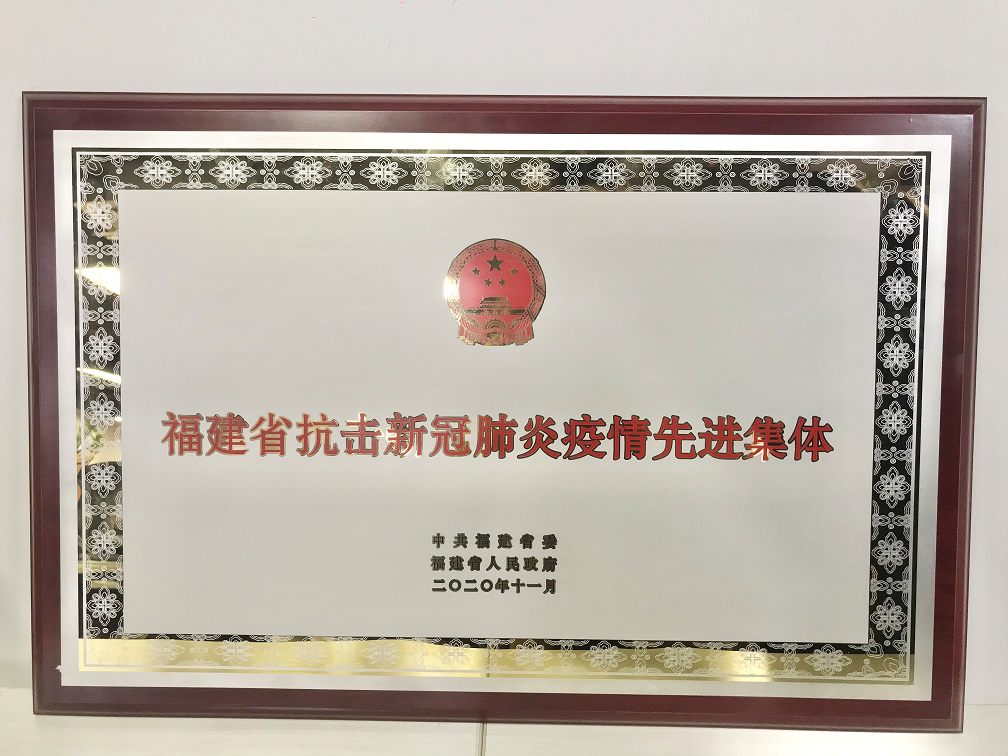 福建省抗击新冠肺炎疫情先进集体
中共福建省委
福建省人民政府
二〇二〇年十一月